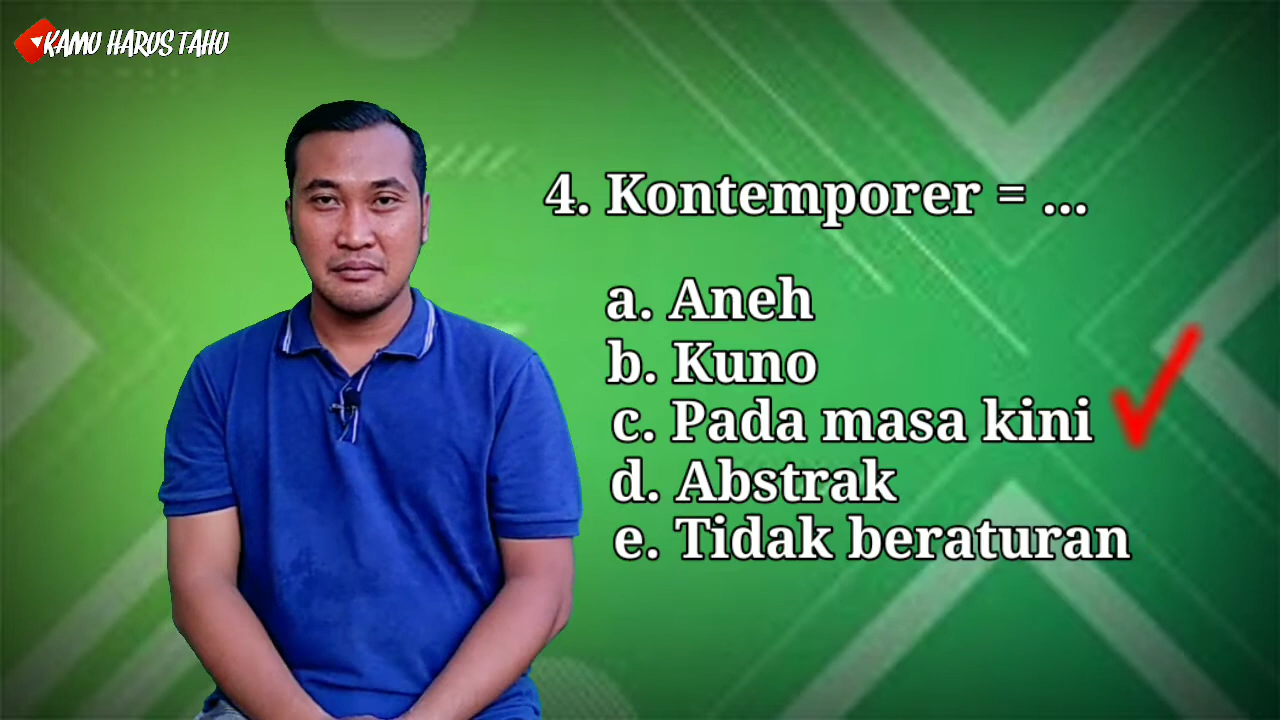 KAMU HARUS TAHU
4. Kontemporer = ...
a. Aneh
b. Kuno
c. Pada masa kini
d. Abstrak
e. Tidak beraturan